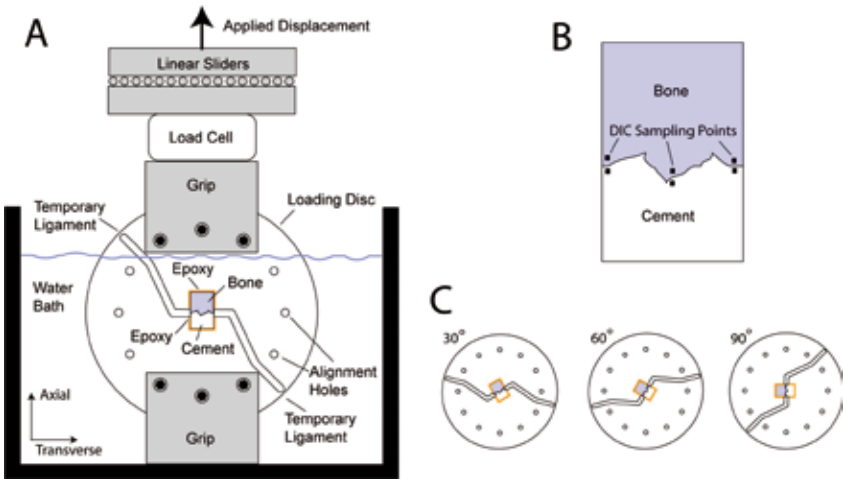 A
Applied Displacement
Linear Sliders
Load Cell
Grip
Loading Disc
Temporary
Ligament
Water
Bath
Epoxy
Bone
Epoxy
Cement
Alignment
Holes
Axial
Transverse
Grip
Temporary
Ligament
B
Bone
DIC Sampling Points
Cement
C
30°
60°
90°